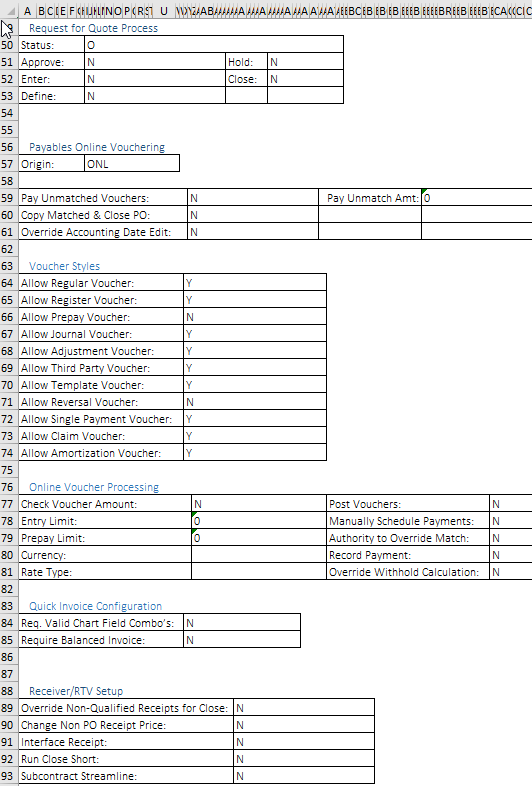 Request for Quote Process
50 Status: O
51 Approve: N Hold: N
52 Enter: N Close: N
53 Define: N
54
55
56 Payables Online Vouchering
57 Origin: ONL
58
59 Pay Unmatched Vouchers: N Pay Unmatch Amt: 0
60 Copy Matched & Close PO: N
61 Override Accounting Date Edit: N
62
63 Voucher Styles
64 Allow Regular Voucher: Y
65 Allow Register Voucher: Y
66 Allow Prepay Voucher: N
67 Allow Journal Voucher: Y
68 Allow Adjustment Voucher: Y
69 Allow Third Party Voucher: Y
70 Allow Template Voucher: Y
71 Allow Reversal Voucher: N
72 Allow Single Payment Voucher: Y
73 Allow Claim Voucher: Y
74 Allow Amortization Voucher: Y
75
76 Online Voucher Processing
77 Check Voucher Amount: N Post Vouchers: N
78 Entry Limit: 0 Manually Schedule Payments: N
79 Prepay Limit: 0 Authority to Override Match: N
80 Currency: Record Payment: N
81 Rate Type: Override Withhold Calculation: N
82
83 Quick Invoice Configuration
84 Req. Valid Chart Field Combo's: N
85 Require Balanced Invoice: N
86
87
88 Receiver/RTV Setup
89 Override Non-Qualified Receipts for Close: N
90 Change Non PO Receipt Price: N
91 Interface Receipt: N
92 Run Close Short: N
93 Subcontract Streamline: N